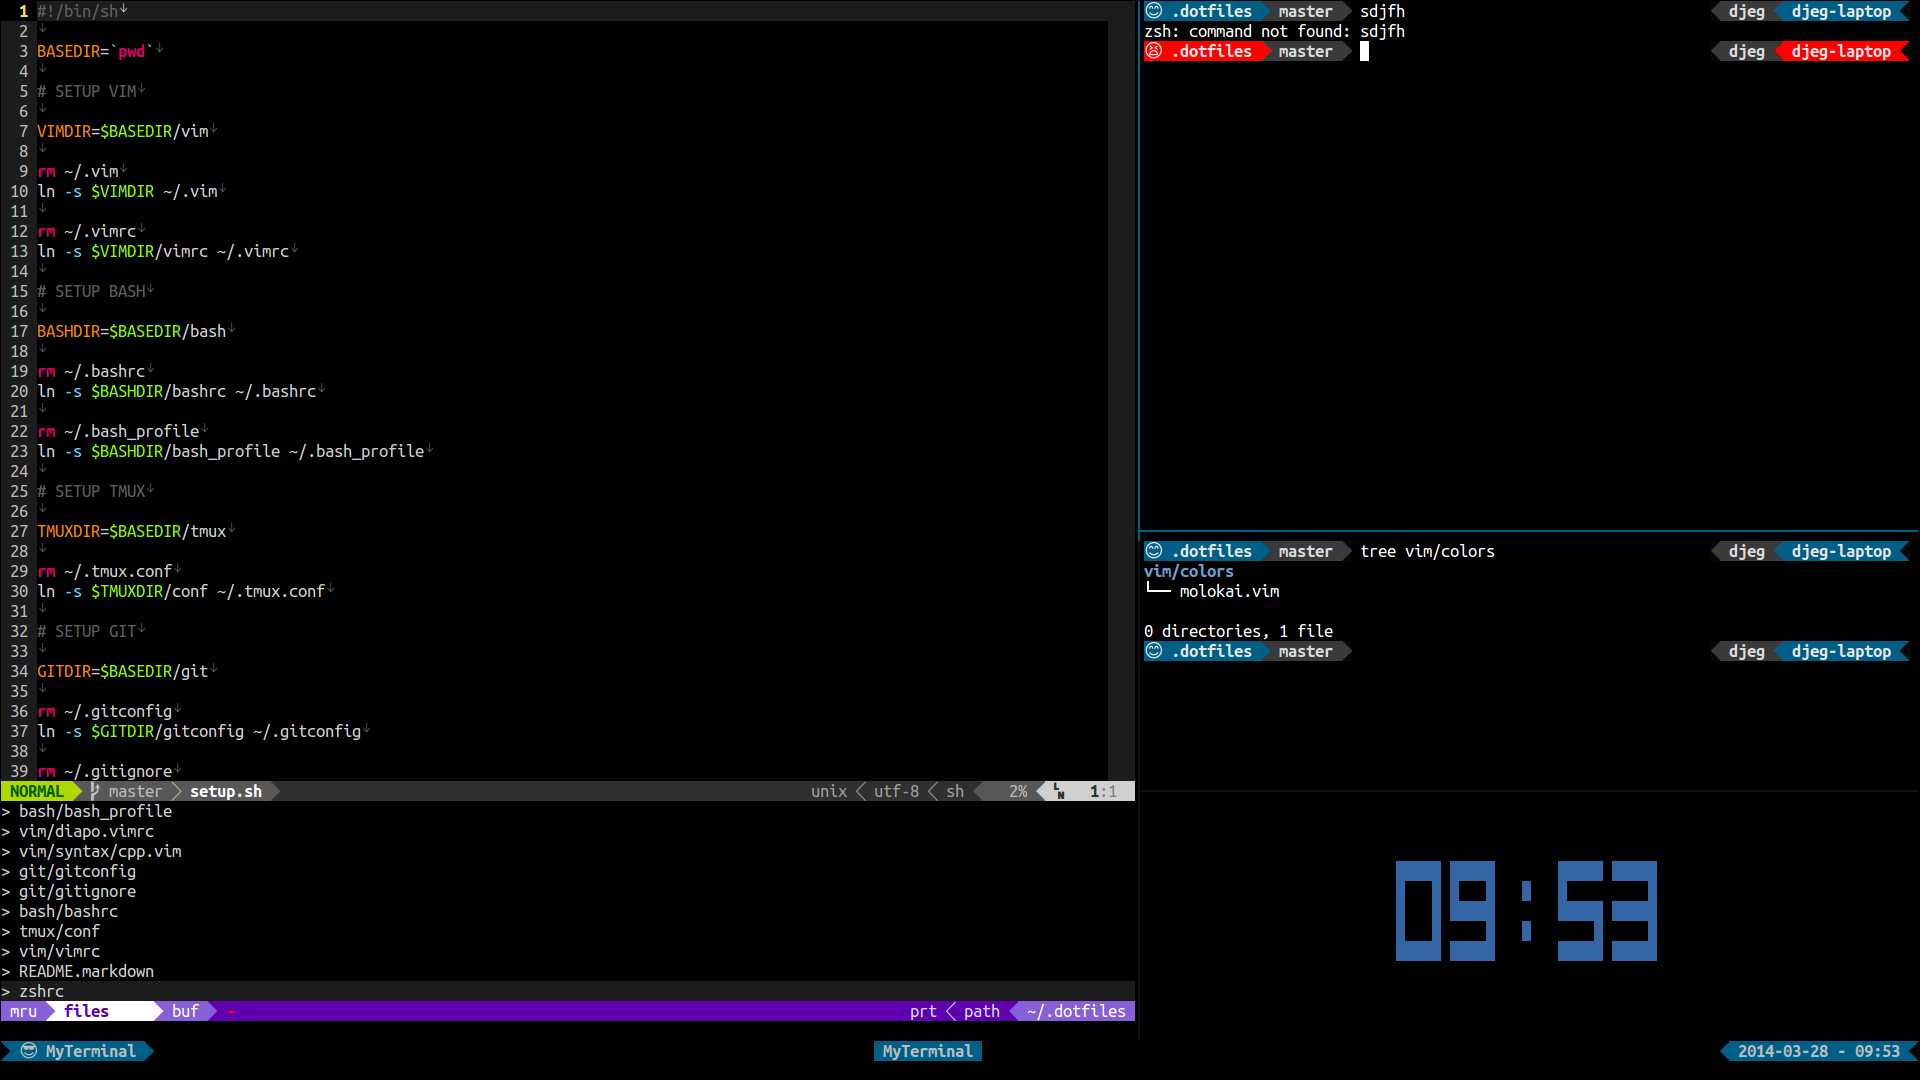 1 #!/bin/sh↓
2 ↓
3 BASEDIR=`pwd`↓
4 ↓
5 # SETUP VIM↓
6 ↓
7 VIMDIR=$BASEDIR/vim↓
8 ↓
9 rm ~/.vim↓
10 ln -s $VIMDIR ~/.vim↓
11 ↓
12 rm ~/.vimrc↓
13 ln -s $VIMDIR/vimrc ~/.vimrc↓
14 ↓
15 # SETUP BASH↓
16 ↓
17 BASHDIR=$BASEDIR/bash↓
18 ↓
19 rm ~/.bashrc↓
20 ln -s $BASHDIR/bashrc ~/.bashrc↓
21 ↓
22 rm ~/.bash_profile↓
23 ln -s $BASHDIR/bash_profile ~/.bash_profile↓
24 ↓
25 # SETUP TMUX↓
26 ↓
27 TMUXDIR=$BASEDIR/tmux↓
28 ↓
29 rm ~/.tmux.conf↓
30 ln -s $TMUXDIR/conf ~/.tmux.conf↓
31 ↓
32 # SETUP GIT↓
33 ↓
34 GITDIR=$BASEDIR/git↓
35 ↓
36 rm ~/.gitconfig↓
37 ln -s $GITDIR/gitconfig ~/.gitconfig↓
38 ↓
39 rm ~/.gitignore↓
NORMAL master setup.sh unix utf-8 sh 2% LN 1:1
> bash/bash_profile
> vim/diapo.vimrc
> vim/syntax/cpp.vim
> git/gitconfig
> git/gitignore
> bash/bashrc
> tmux/conf
> vim/vimrc
> README.markdown
> zshrc
mru files buf - prt path ~/.dotfiles
.dotfiles master sdjfh djeg djeg-laptop
zsh: command not found: sdjfh
.dotfiles master djeg djeg-laptop
.dotfiles master tree vim/colors djeg djeg-laptop
vim/colors
└── molokai.vim
0 directories, 1 file
.dotfiles master djeg djeg-laptop
09:53
MyTerminal MyTerminal 2014-03-28 - 09:53